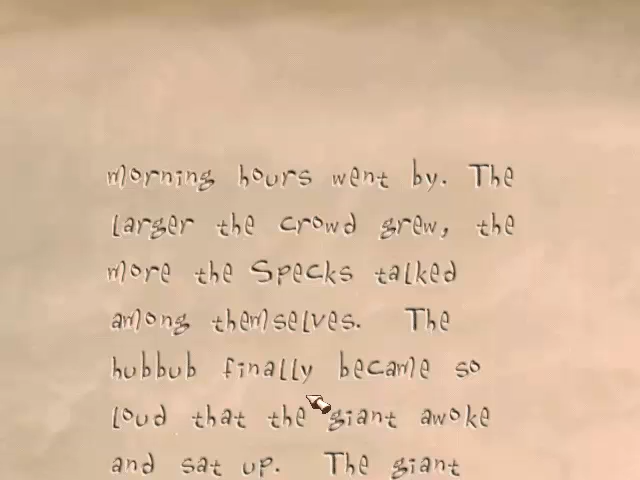 morning hours went by. The
larger the crowd grew, the
more the Specks talked
among themselves. The
hubbub finally became so
loud that the giant awoke
and sat up. The giant